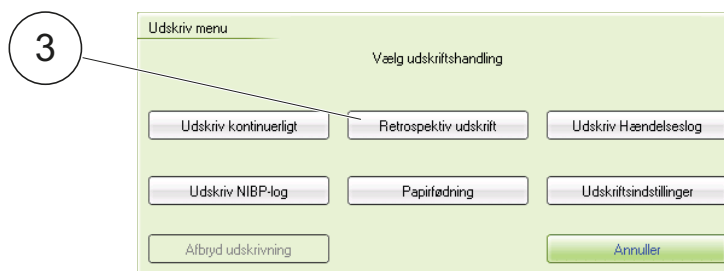 Udskriv menu
3
Vælg udskriftshandling
Udskriv kontinuerligt
Retrospektiv udskrift
Udskriv Hændelseslog
Udskriv NIBP-log
Papirfødning
Udskriftsindstillinger
Afbryd udskrivning
Annuller